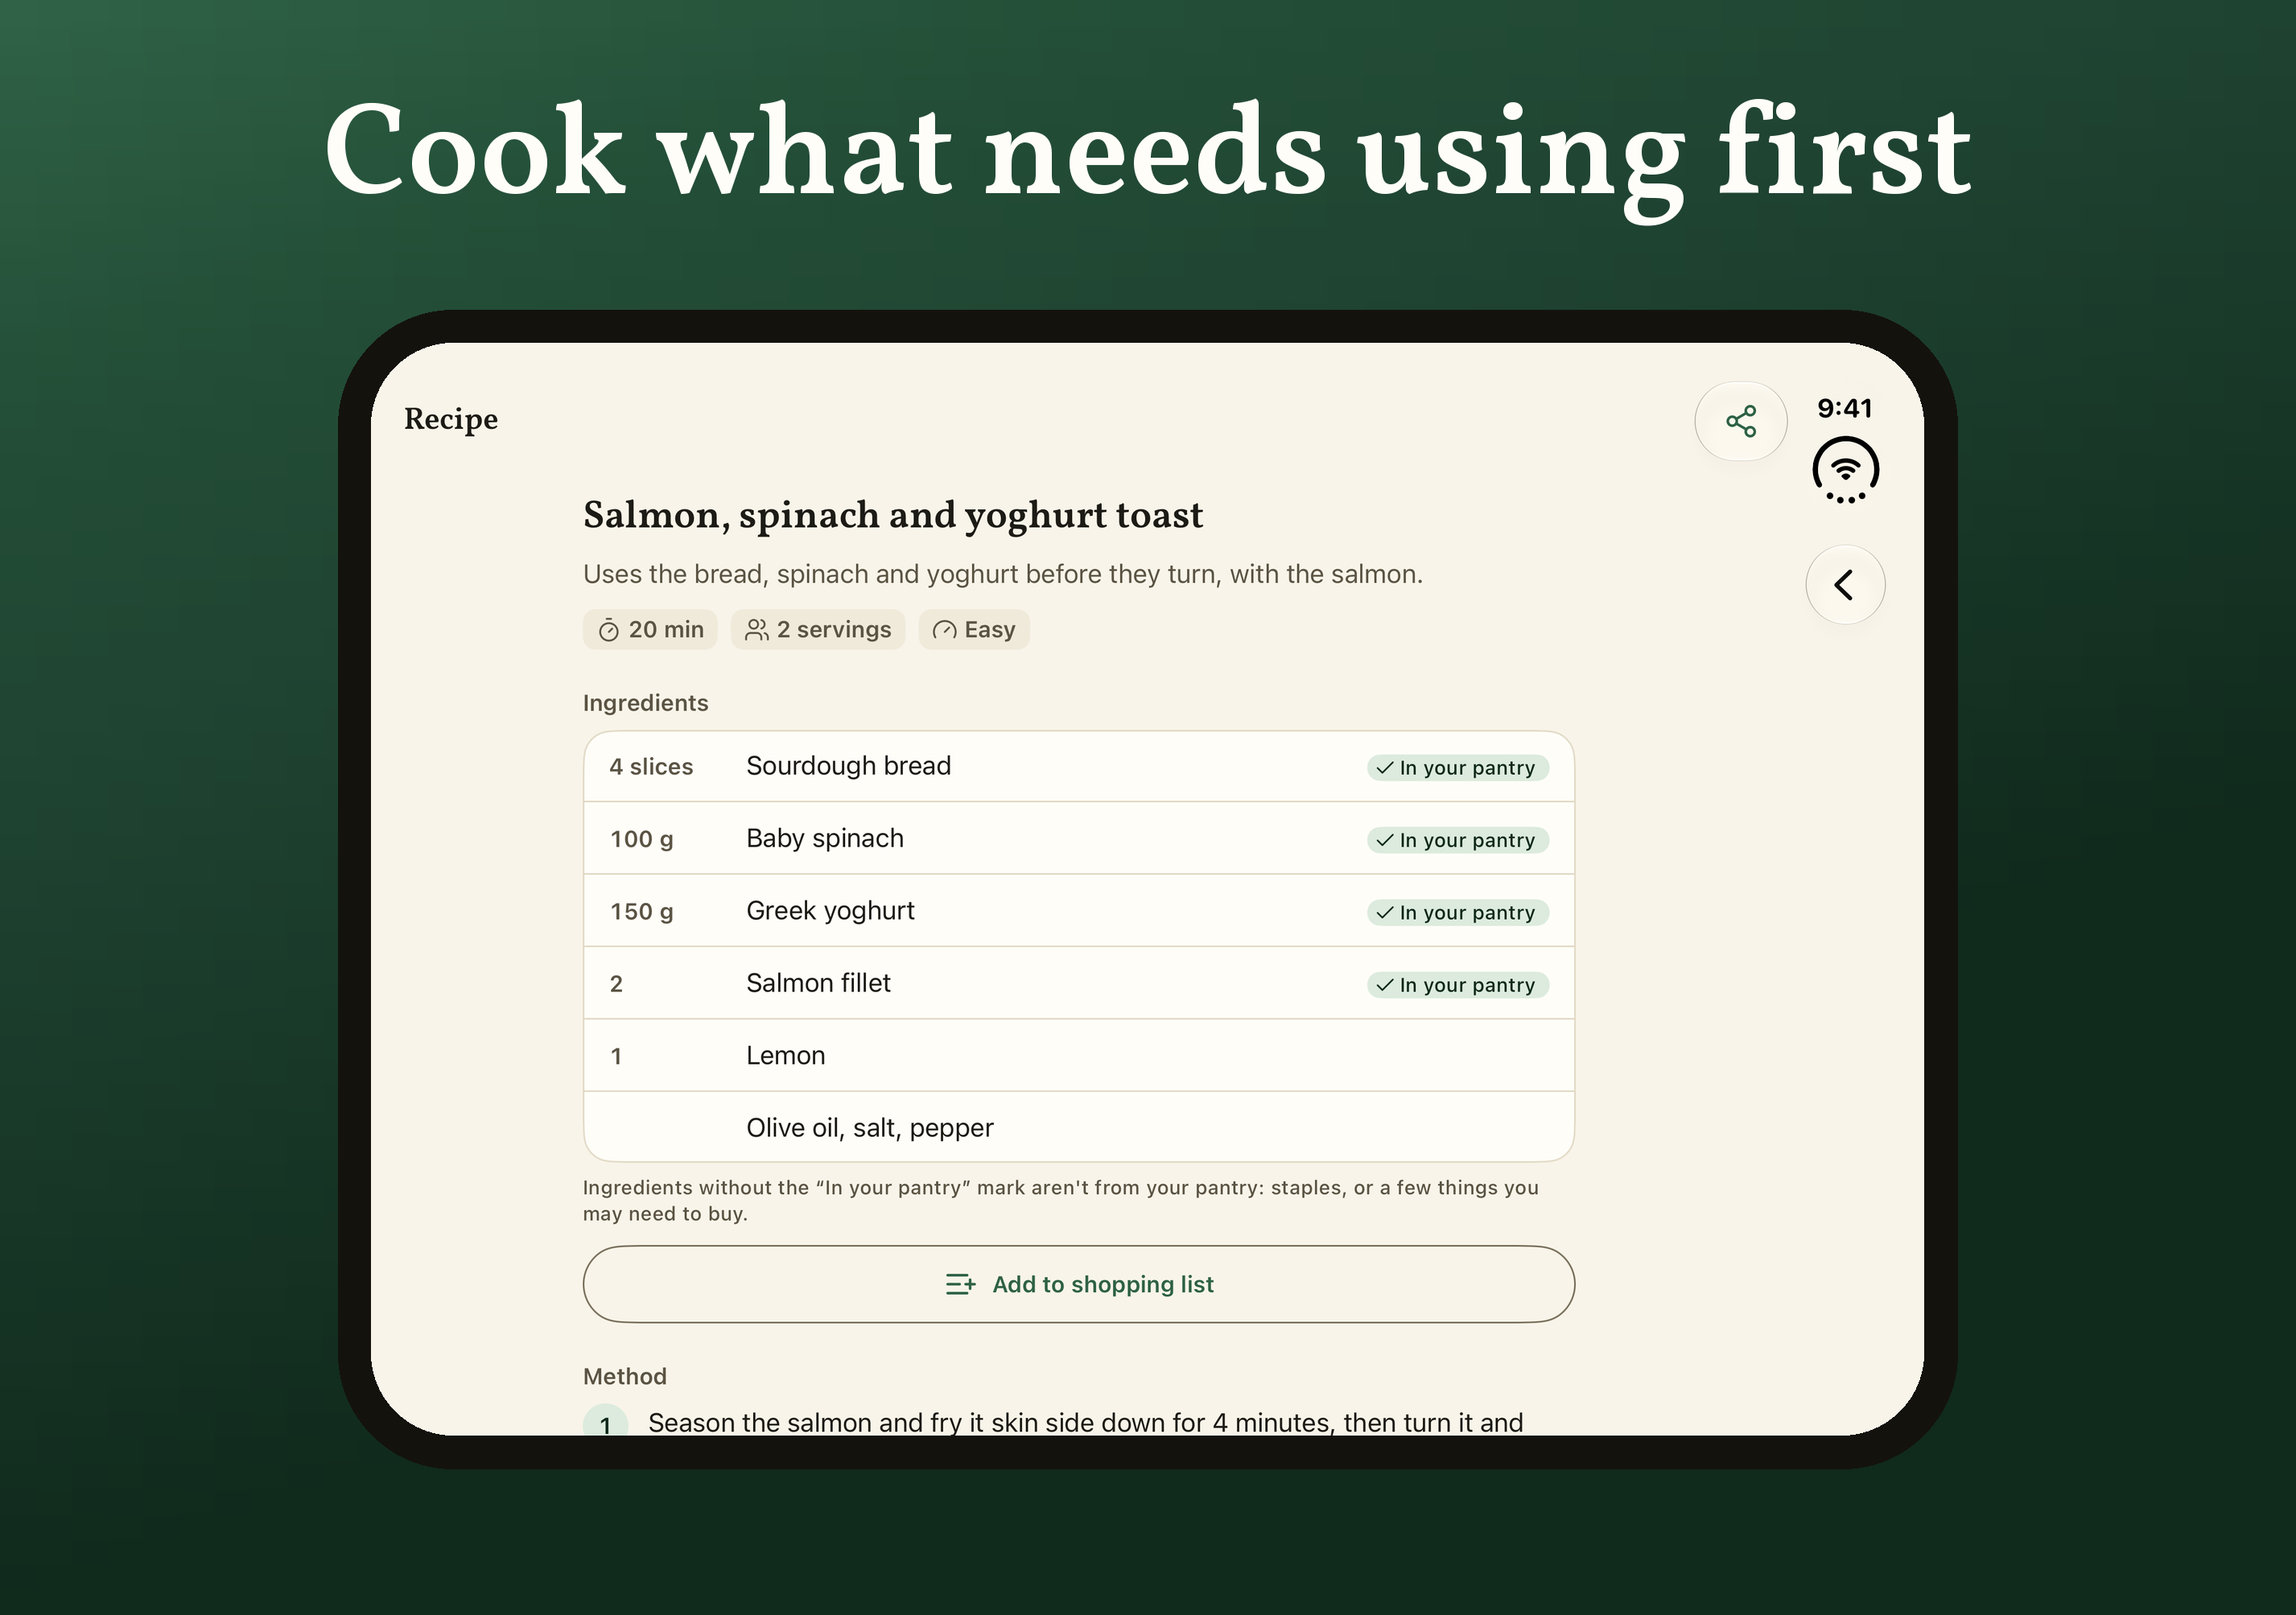 Cook what needs using first
Recipe
9:41
Salmon, spinach and yoghurt toast
Uses the bread, spinach and yoghurt before they turn, with the salmon.
20 min 2 servings Easy
Ingredients
4 slices Sourdough bread In your pantry
100 g Baby spinach In your pantry
150 g Greek yoghurt In your pantry
2 Salmon fillet In your pantry
1 Lemon
Olive oil, salt, pepper
Ingredients without the “In your pantry” mark aren't from your pantry: staples, or a few things you
may need to buy.
Add to shopping list
Method
1 Season the salmon and fry it skin side down for 4 minutes, then turn it and